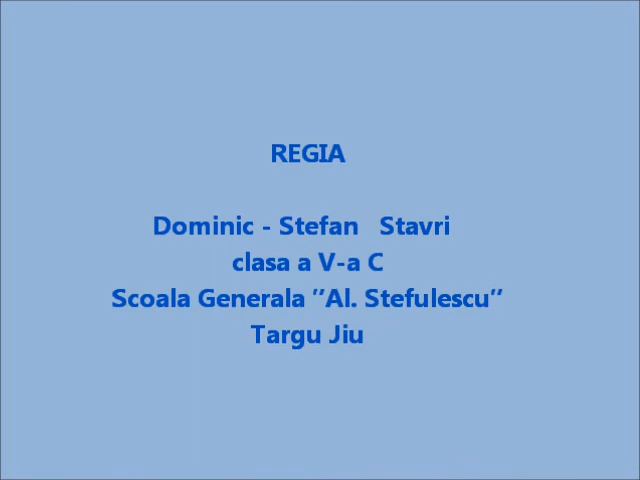 REGIA
Dominic - Stefan Stavri
clasa a V-a C
Scoala Generala ″Al. Stefulescu″
Targu Jiu